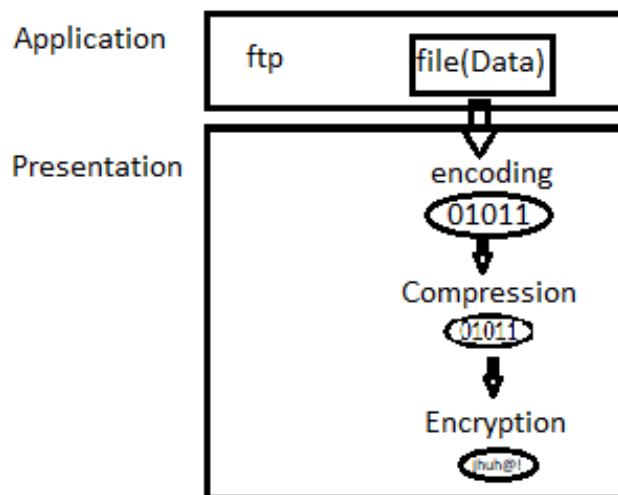 Application
ftp
file(Data)
Presentation
encoding
01011
Compression
01011
Encryption
jhuh@!